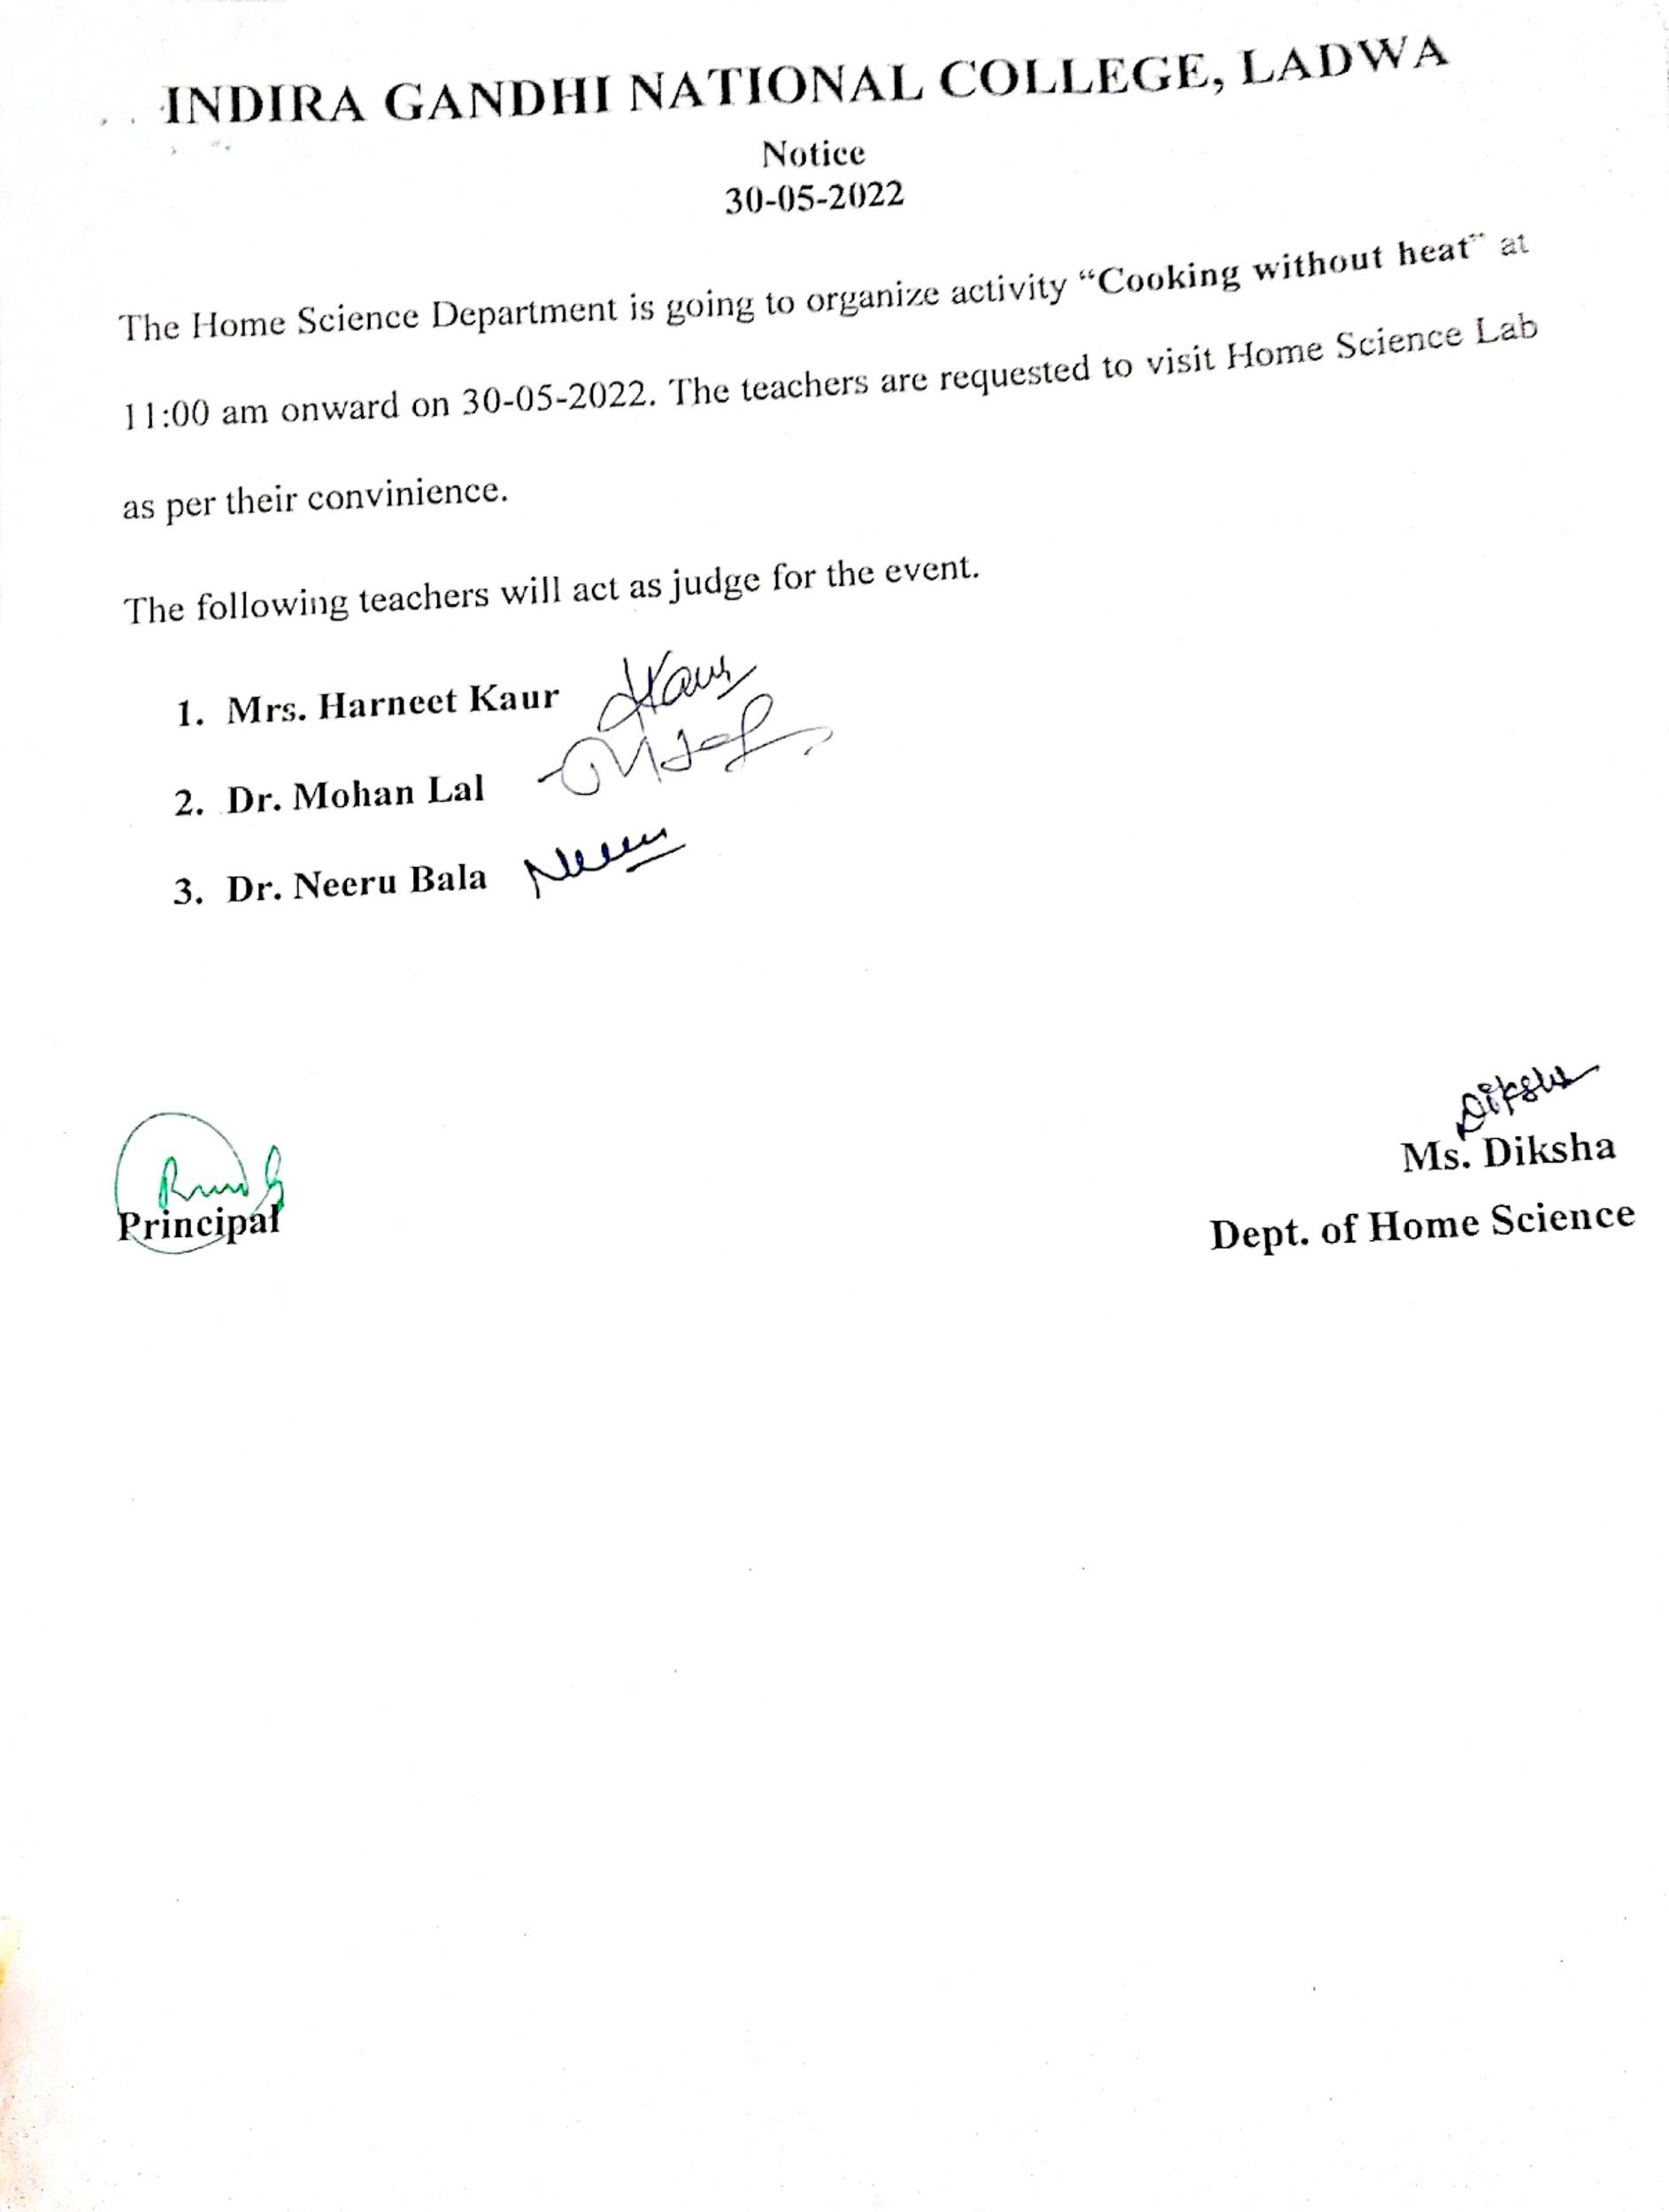 INDIRA GANDHI NATIONAL COLLEGE, LADWA
Notice
30-05-2022
The Home Science Department is going to organize activity “Cooking without heat” at
11:00 am onward on 30-05-2022. The teachers are requested to visit Home Science Lab
as per their convinience.
The following teachers will act as judge for the event.
1. Mrs. Harneet Kaur HKaur
2. Dr. Mohan Lal
3. Dr. Neeru Bala Neeru
Diksha
Ms. Diksha
Principal
Dept. of Home Science